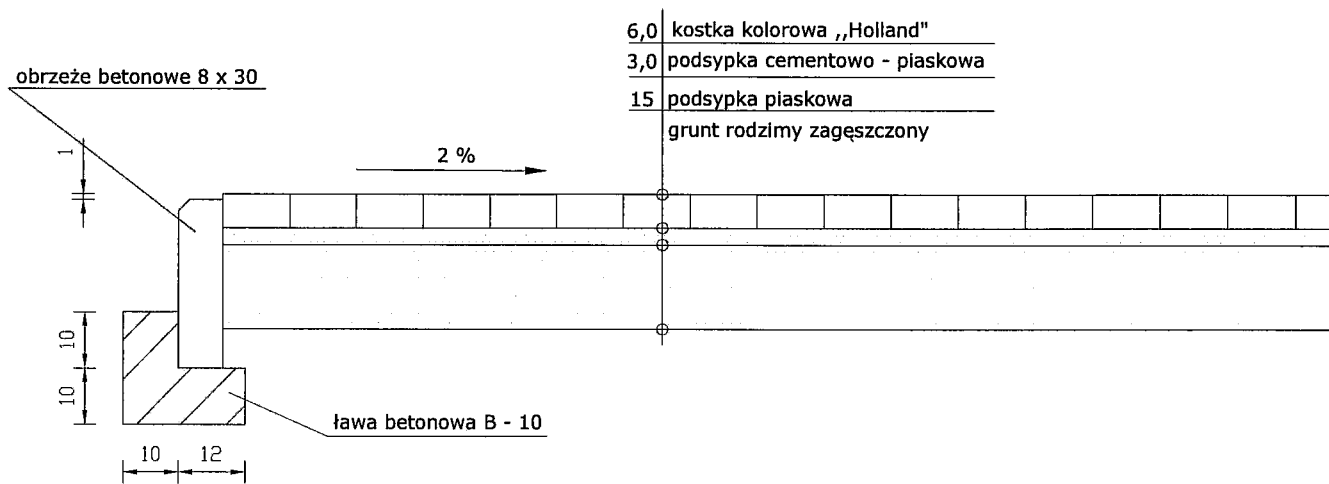 6,0 kostka kolorowa ,,Holland"
3,0 podsypka cementowo - piaskowa
15 podsypka piaskowa
grunt rodzimy zagęszczony
obrzeże betonowe 8 x 30
2 %
1
10
10
ława betonowa B - 10
10 12